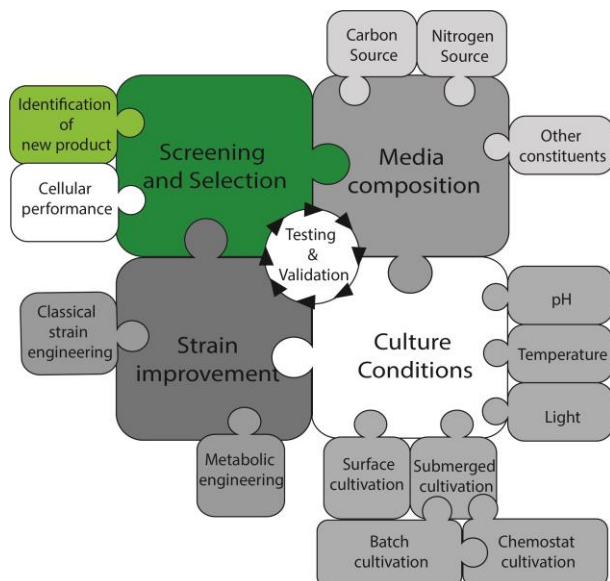 Carbon
Source
Nitrogen
Source
Identification
of
new product
Screening
and Selection
Media
composition
Other
constituents
Cellular
performance
Testing
&
Validation
Classical
strain
engineering
Strain
improvement
Culture
Conditions
pH
Temperature
Light
Metabolic
engineering
Surface
cultivation
Submerged
cultivation
Batch
cultivation
Chemostat
cultivation